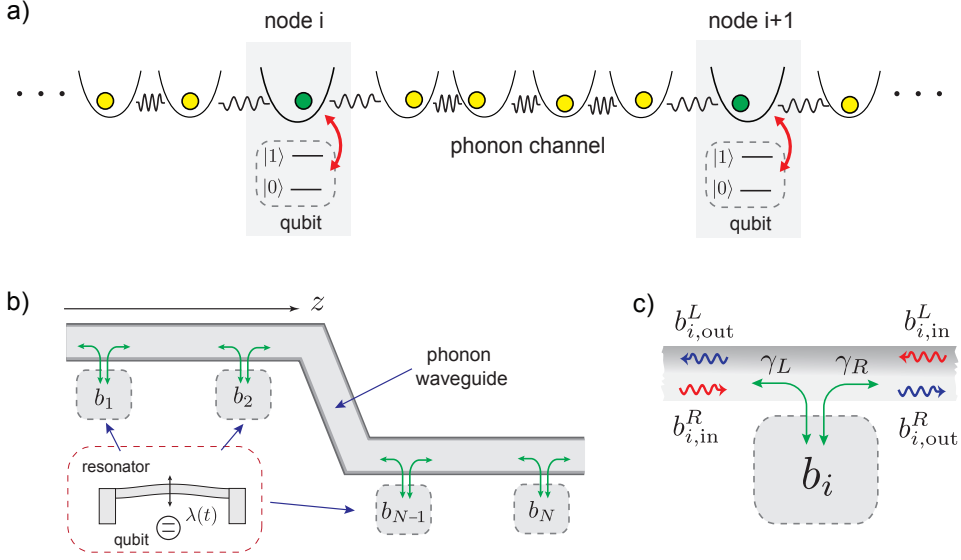 a)
node i
node i+1
. . .
. . .
phonon channel
|1⟩
|0⟩
qubit
|1⟩
|0⟩
qubit
b)
z
phonon
waveguide
b_1
b_2
resonator
λ(t)
qubit
b_{N-1}
b_N
c)
b^L_{i,out}
b^L_{i,in}
γ_L
γ_R
b^R_{i,in}
b^R_{i,out}
b_i